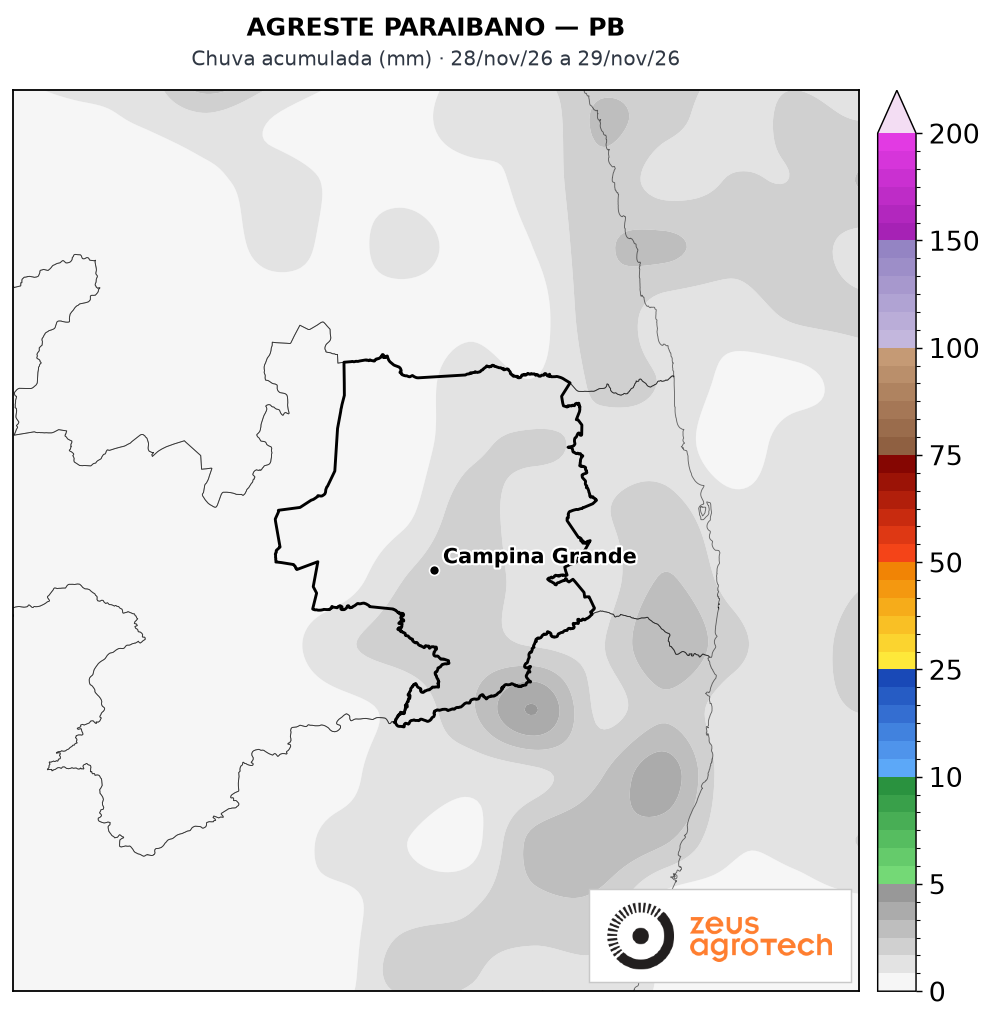 AGRESTE PARAIBANO — PB
Chuva acumulada (mm) · 28/nov/26 a 29/nov/26
Campina Grande
200
150
100
75
50
25
10
5
0
zeus
agrotech